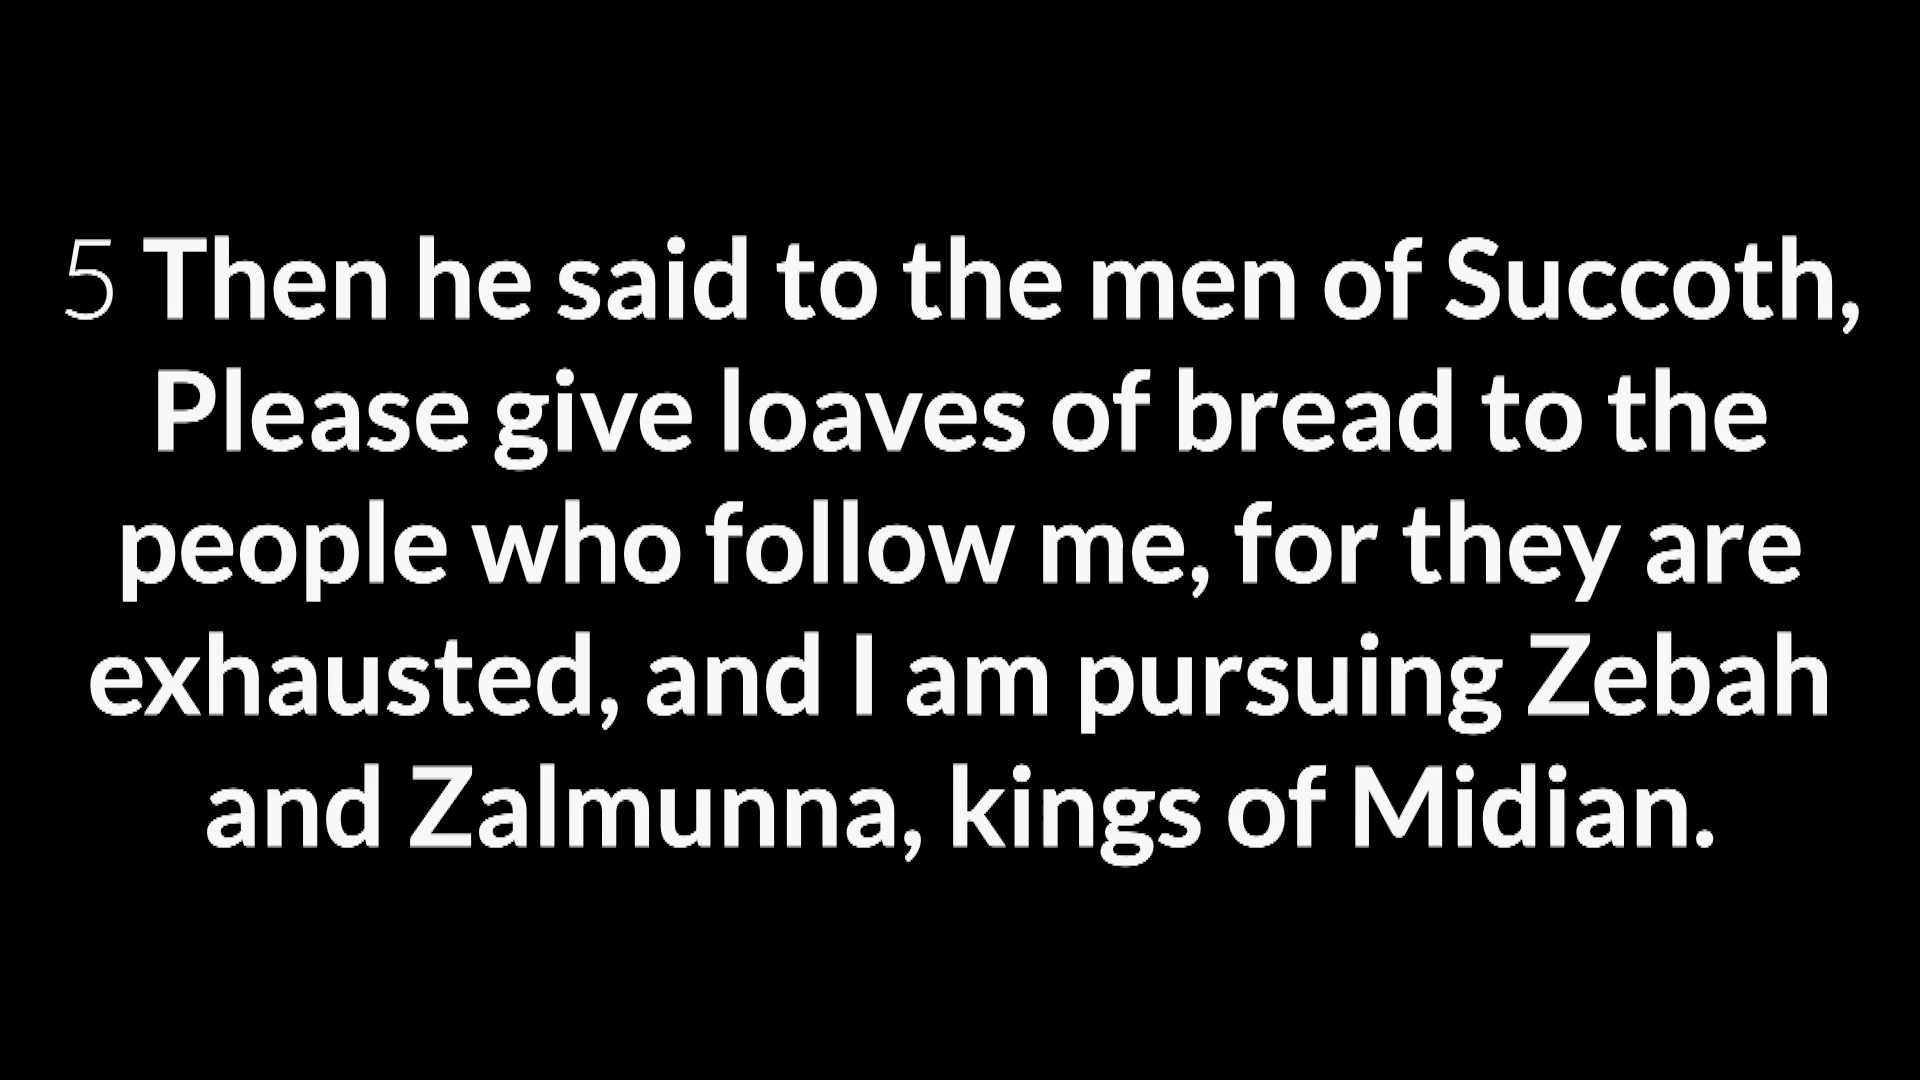 5 Then he said to the men of Succoth,
Please give loaves of bread to the
people who follow me, for they are
exhausted, and I am pursuing Zebah
and Zalmunna, kings of Midian.